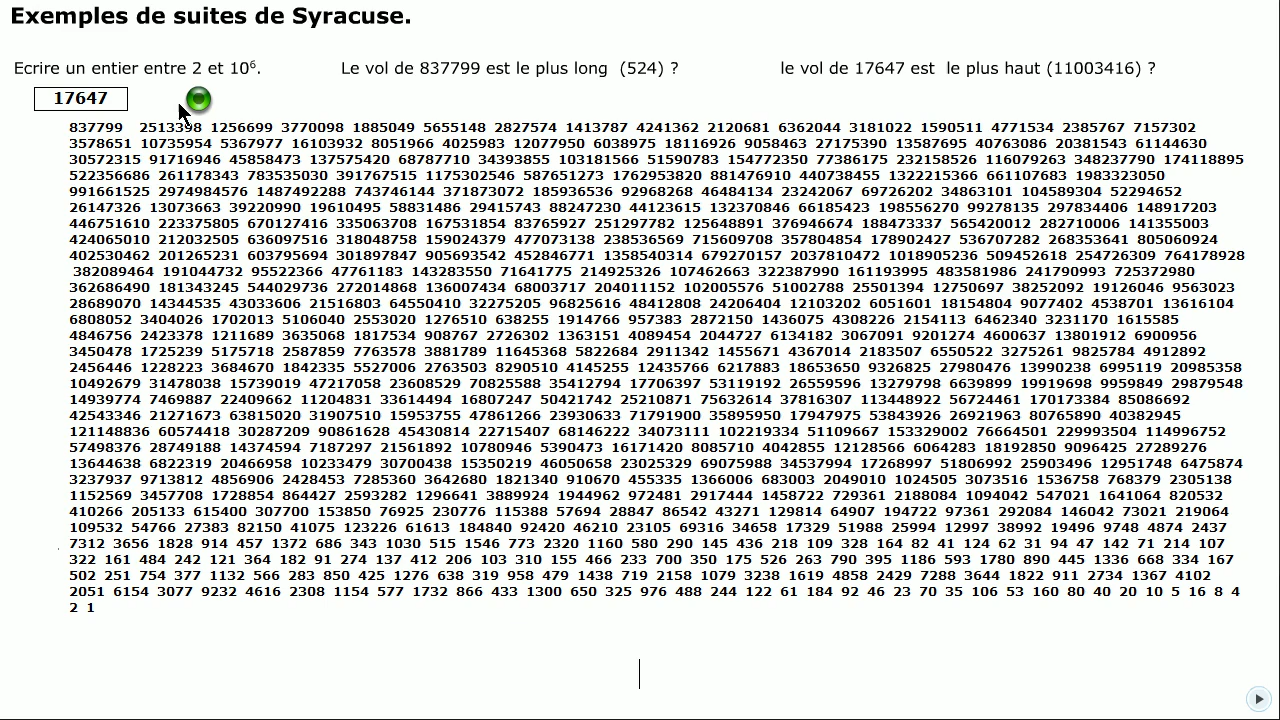 Exemples de suites de Syracuse.
Ecrire un entier entre 2 et 10⁶. Le vol de 837799 est le plus long (524) ? le vol de 17647 est le plus haut (11003416) ?
17647
837799 2513398 1256699 3770098 1885049 5655148 2827574 1413787 4241362 2120681 6362044 3181022 1590511 4771534 2385767 7157302
3578651 10735954 5367977 16103932 8051966 4025983 12077950 6038975 18116926 9058463 27175390 13587695 40763086 20381543 61144630
30572315 91716946 45858473 137575420 68787710 34393855 103181566 51590783 154772350 77386175 232158526 116079263 348237790 174118895
522356686 261178343 783535030 391767515 1175302546 587651273 1762953820 881476910 440738455 1322215366 661107683 1983323050
991661525 2974984576 1487492288 743746144 371873072 185936536 92968268 46484134 23242067 69726202 34863101 104589304 52294652
26147326 13073663 39220990 19610495 58831486 29415743 88247230 44123615 132370846 66185423 198556270 99278135 297834406 148917203
446751610 223375805 670127416 335063708 167531854 83765927 251297782 125648891 376946674 188473337 565420012 282710006 141355003
424065010 212032505 636097516 318048758 159024379 477073138 238536569 715609708 357804854 178902427 536707282 268353641 805060924
402530462 201265231 603795694 301897847 905693542 452846771 1358540314 679270157 2037810472 1018905236 509452618 254726309 764178928
382089464 191044732 95522366 47761183 143283550 71641775 214925326 107462663 322387990 161193995 483581986 241790993 725372980
362686490 181343245 544029736 272014868 136007434 68003717 204011152 102005576 51002788 25501394 12750697 38252092 19126046 9563023
28689070 14344535 43033606 21516803 64550410 32275205 96825616 48412808 24206404 12103202 6051601 18154804 9077402 4538701 13616104
6808052 3404026 1702013 5106040 2553020 1276510 638255 1914766 957383 2872150 1436075 4308226 2154113 6462340 3231170 1615585
4846756 2423378 1211689 3635068 1817534 908767 2726302 1363151 4089454 2044727 6134182 3067091 9201274 4600637 13801912 6900956
3450478 1725239 5175718 2587859 7763578 3881789 11645368 5822684 2911342 1455671 4367014 2183507 6550522 3275261 9825784 4912892
2456446 1228223 3684670 1842335 5527006 2763503 8290510 4145255 12435766 6217883 18653650 9326825 27980476 13990238 6995119 20985358
10492679 31478038 15739019 47217058 23608529 70825588 35412794 17706397 53119192 26559596 13279798 6639899 19919698 9959849 29879548
14939774 7469887 22409662 11204831 33614494 16807247 50421742 25210871 75632614 37816307 113448922 56724461 170173384 85086692
42543346 21271673 63815020 31907510 15953755 47861266 23930633 71791900 35895950 17947975 53843926 26921963 80765890 40382945
121148836 60574418 30287209 90861628 45430814 22715407 68146222 34073111 102219334 51109667 153329002 76664501 229993504 114996752
57498376 28749188 14374594 7187297 21561892 10780946 5390473 16171420 8085710 4042855 12128566 6064283 18192850 9096425 27289276
13644638 6822319 20466958 10233479 30700438 15350219 46050658 23025329 69075988 34537994 17268997 51806992 25903496 12951748 6475874
3237937 9713812 4856906 2428453 7285360 3642680 1821340 910670 455335 1366006 683003 2049010 1024505 3073516 1536758 768379 2305138
1152569 3457708 1728854 864427 2593282 1296641 3889924 1944962 972481 2917444 1458722 729361 2188084 1094042 547021 1641064 820532
410266 205133 615400 307700 153850 76925 230776 115388 57694 28847 86542 43271 129814 64907 194722 97361 292084 146042 73021 219064
109532 54766 27383 82150 41075 123226 61613 184840 92420 46210 23105 69316 34658 17329 51988 25994 12997 38992 19496 9748 4874 2437
7312 3656 1828 914 457 1372 686 343 1030 515 1546 773 2320 1160 580 290 145 436 218 109 328 164 82 41 124 62 31 94 47 142 71 214 107
322 161 484 242 121 364 182 91 274 137 412 206 103 310 155 466 233 700 350 175 526 263 790 395 1186 593 1780 890 445 1336 668 334 167
502 251 754 377 1132 566 283 850 425 1276 638 319 958 479 1438 719 2158 1079 3238 1619 4858 2429 7288 3644 1822 911 2734 1367 4102
2051 6154 3077 9232 4616 2308 1154 577 1732 866 433 1300 650 325 976 488 244 122 61 184 92 46 23 70 35 106 53 160 80 40 20 10 5 16 8 4
2 1